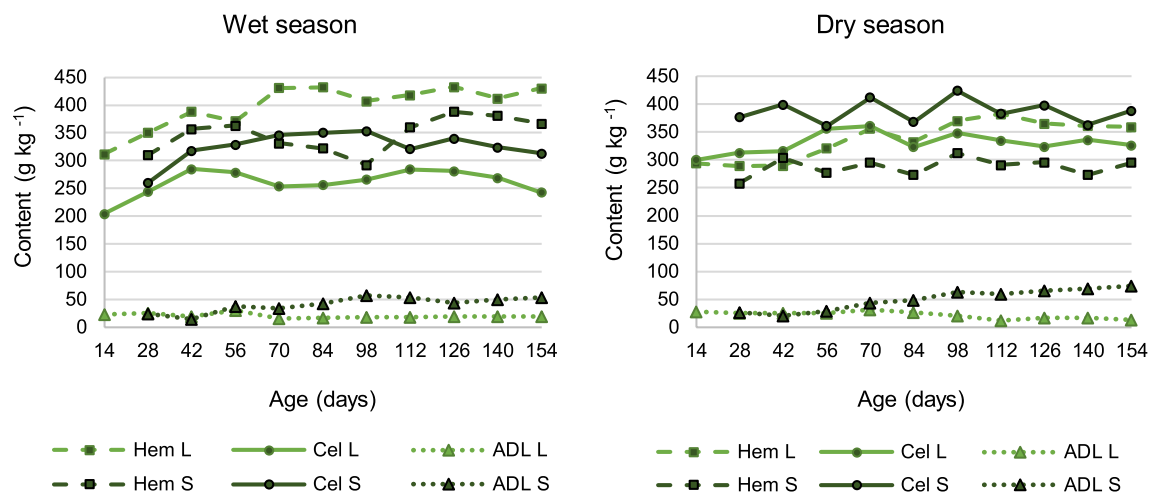 Wet season
Content (g kg -1)
450
400
350
300
250
200
150
100
50
0
14 28 42 56 70 84 98 112 126 140 154
Age (days)
Hem L Cel L ADL L
Hem S Cel S ADL S
Dry season
Content (g kg -1)
450
400
350
300
250
200
150
100
50
0
14 28 42 56 70 84 98 112 126 140 154
Age (days)
Hem L Cel L ADL L
Hem S Cel S ADL S